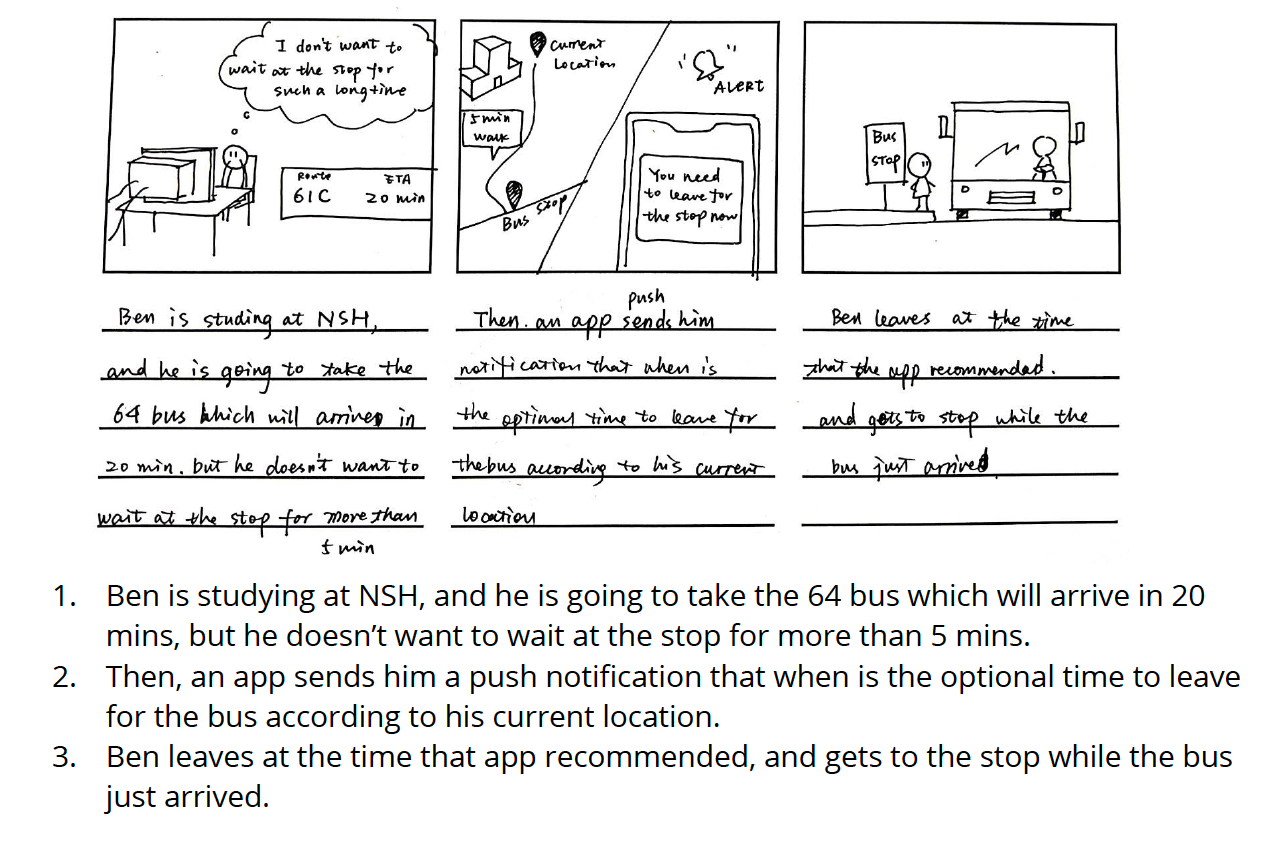 I don't want to
wait at the stop for
such a long time
Route ETA
61C 20 min
Current
Location
5 min
walk
Bus stop
ALERT
You need
to leave for
the stop now
Bus
STOP
Ben is studing at NSH,
and he is going to take the
64 bus which will arrives in
20 min. but he doesn't want to
wait at the stop for more than
5 min
push
Then. an app sends him
notification that when is
the optimal time to leave for
the bus according to his current
location
Ben leaves at the time
that the app recommended.
and gets to stop while the
bus just arrived.
1. Ben is studying at NSH, and he is going to take the 64 bus which will arrive in 20
mins, but he doesn’t want to wait at the stop for more than 5 mins.
2. Then, an app sends him a push notification that when is the optional time to leave
for the bus according to his current location.
3. Ben leaves at the time that app recommended, and gets to the stop while the bus
just arrived.